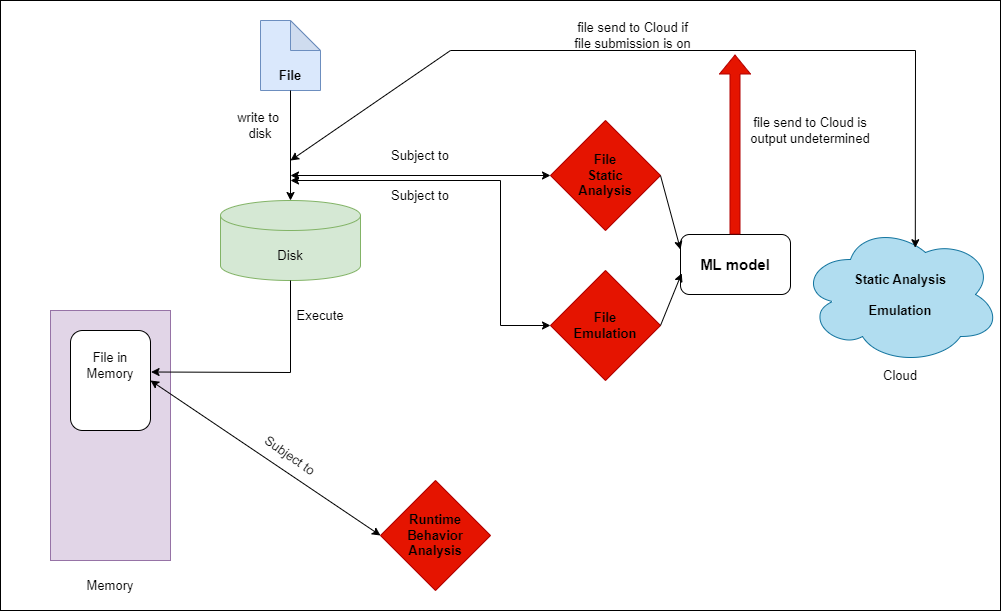 file send to Cloud if
file submission is on
File
write to
disk
file send to Cloud is
output undetermined
Subject to
File
Static
Analysis
Subject to
Disk
ML model
Static Analysis
Emulation
Execute
File
Emulation
File in
Memory
Cloud
Subject to
Runtime
Behavior
Analysis
Memory